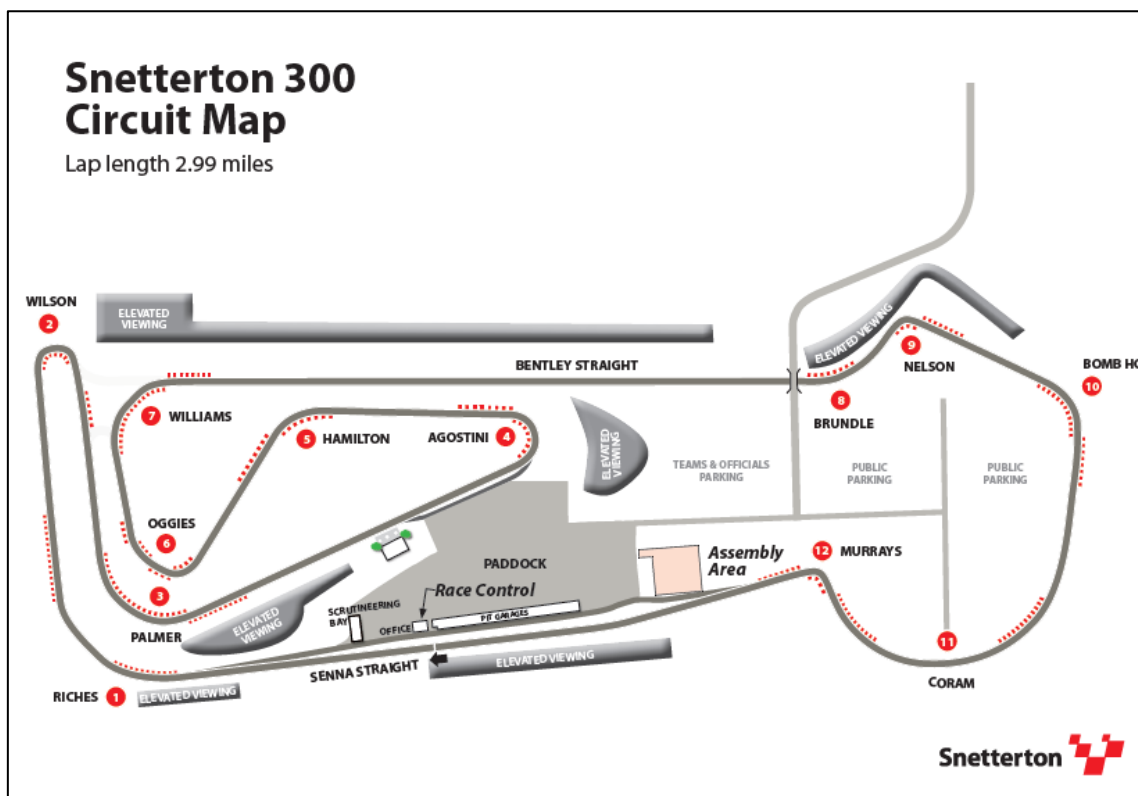 Snetterton 300
Circuit Map
Lap length 2.99 miles
WILSON
2
ELEVATED
VIEWING
BENTLEY STRAIGHT
ELEVATED VIEWING
9
NELSON
BOMB HO
10
7
WILLIAMS
5
HAMILTON
AGOSTINI
4
8
BRUNDLE
ELEVATED
VIEWING
TEAMS & OFFICIALS
PARKING
PUBLIC
PARKING
PUBLIC
PARKING
OGGIES
6
3
PALMER
ELEVATED
VIEWING
PADDOCK
Race Control
SCRUTINEERING
BAY
OFFICE
PIT GARAGES
Assembly
Area
12
MURRAYS
11
CORAM
SENNA STRAIGHT
ELEVATED VIEWING
RICHES
1
ELEVATED VIEWING
Snetterton